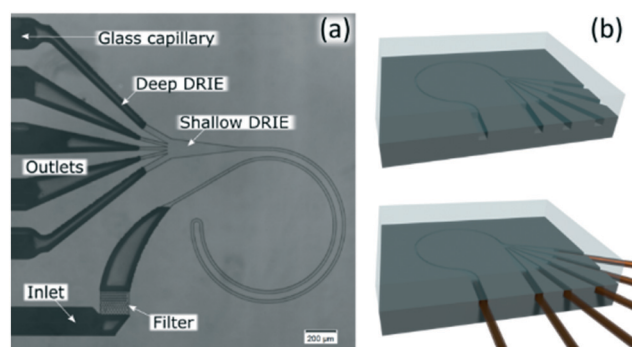 (a)
Glass capillary
Deep DRIE
Shallow DRIE
Outlets
Inlet
Filter
200 µm
(b)